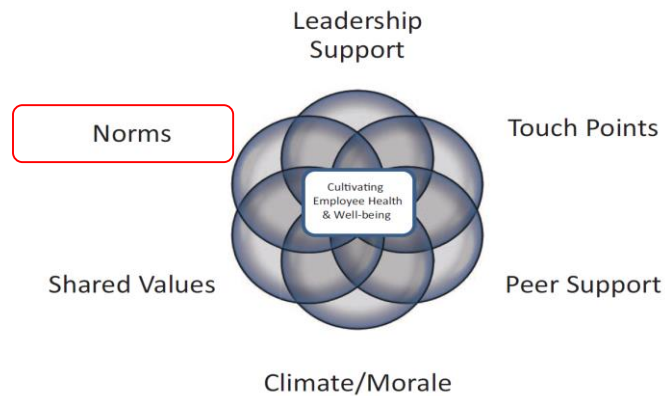 Leadership
Support
Norms
Touch Points
Cultivating
Employee Health
& Well-being
Shared Values
Peer Support
Climate/Morale